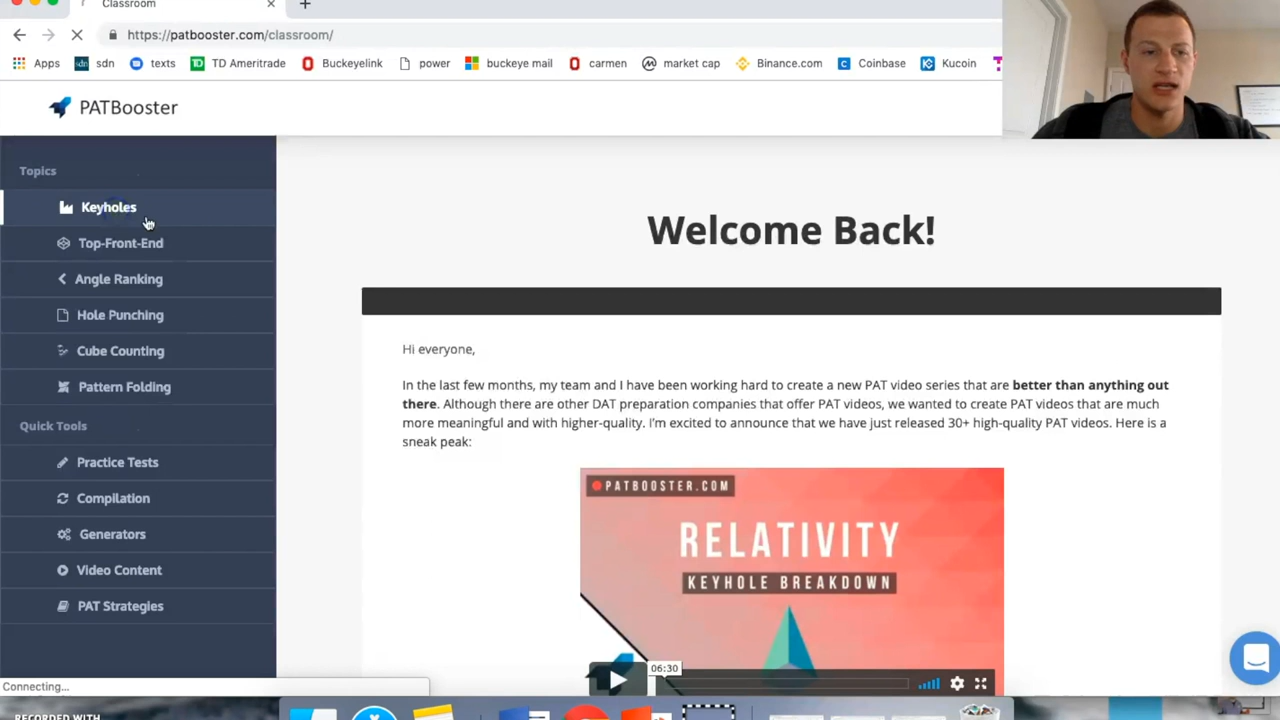 Classroom
https://patbooster.com/classroom/
Apps sdn texts TD Ameritrade Buckeyelink power buckeye mail carmen market cap Binance.com Coinbase Kucoin
PATBooster
Topics
Keyholes
Top-Front-End
Angle Ranking
Hole Punching
Cube Counting
Pattern Folding
Quick Tools
Practice Tests
Compilation
Generators
Video Content
PAT Strategies
Welcome Back!
Hi everyone,
In the last few months, my team and I have been working hard to create a new PAT video series that are better than anything out
there. Although there are other DAT preparation companies that offer PAT videos, we wanted to create PAT videos that are much
more meaningful and with higher-quality. I'm excited to announce that we have just released 30+ high-quality PAT videos. Here is a
sneak peak:
PATBOOSTER.COM
RELATIVITY
KEYHOLE BREAKDOWN
06:30
Connecting...
RECORDED WITH